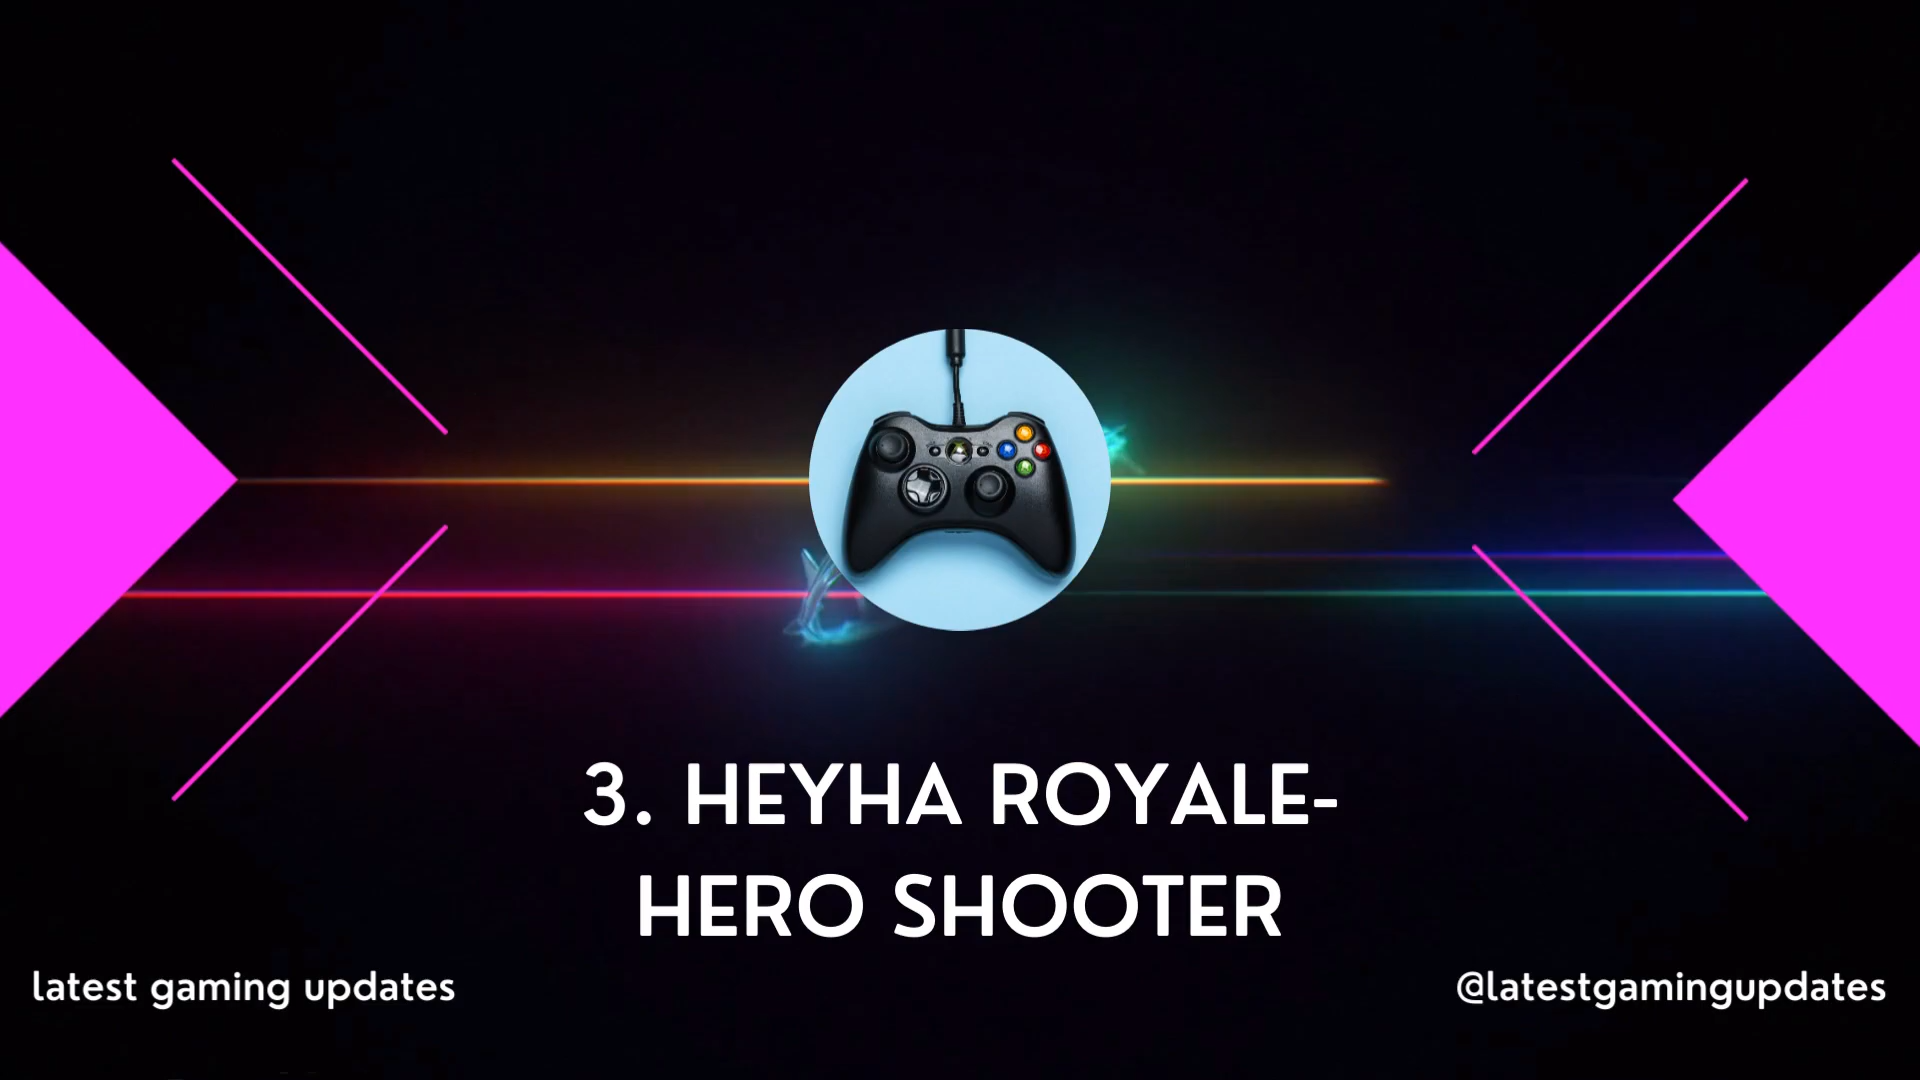 3. HEYHA ROYALE-
HERO SHOOTER
latest gaming updates
@latestgamingupdates